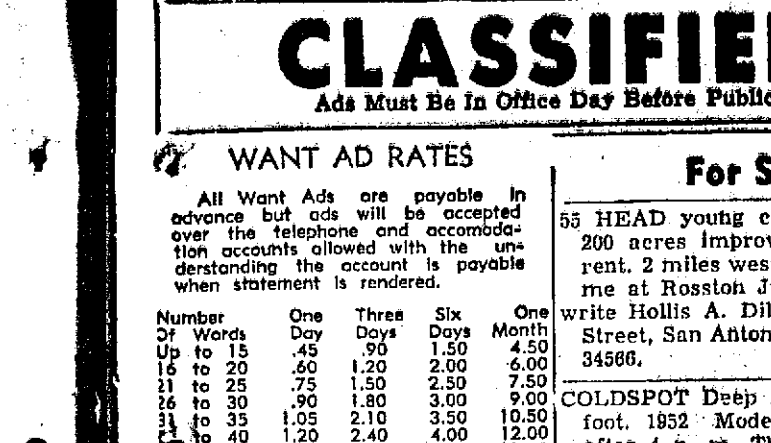 CLASSIFIE
Ads Must Be In Office Day Before Public
WANT AD RATES
All Want Ads are payable in
advance but ads will be accepted
over the telephone and accomoda-
tion accounts allowed with the un-
derstanding the account is payable
when statement is rendered.
Number One Three Six One
Of Words Day Days Days Month
Up to 15 .45 .90 1.50 4.50
16 to 20 .60 1.20 2.00 6.00
21 to 25 .75 1.50 2.50 7.50
26 to 30 .90 1.80 3.00 9.00
31 to 35 1.05 2.10 3.50 10.50
to 40 1.20 2.40 4.00 12.00
For S
55 HEAD young c
200 acres improv
rent. 2 miles wes
me at Rosston J
write Hollis A. Dil
Street, San Anton
34566.
COLDSPOT Deep
foot. 1952 Mode